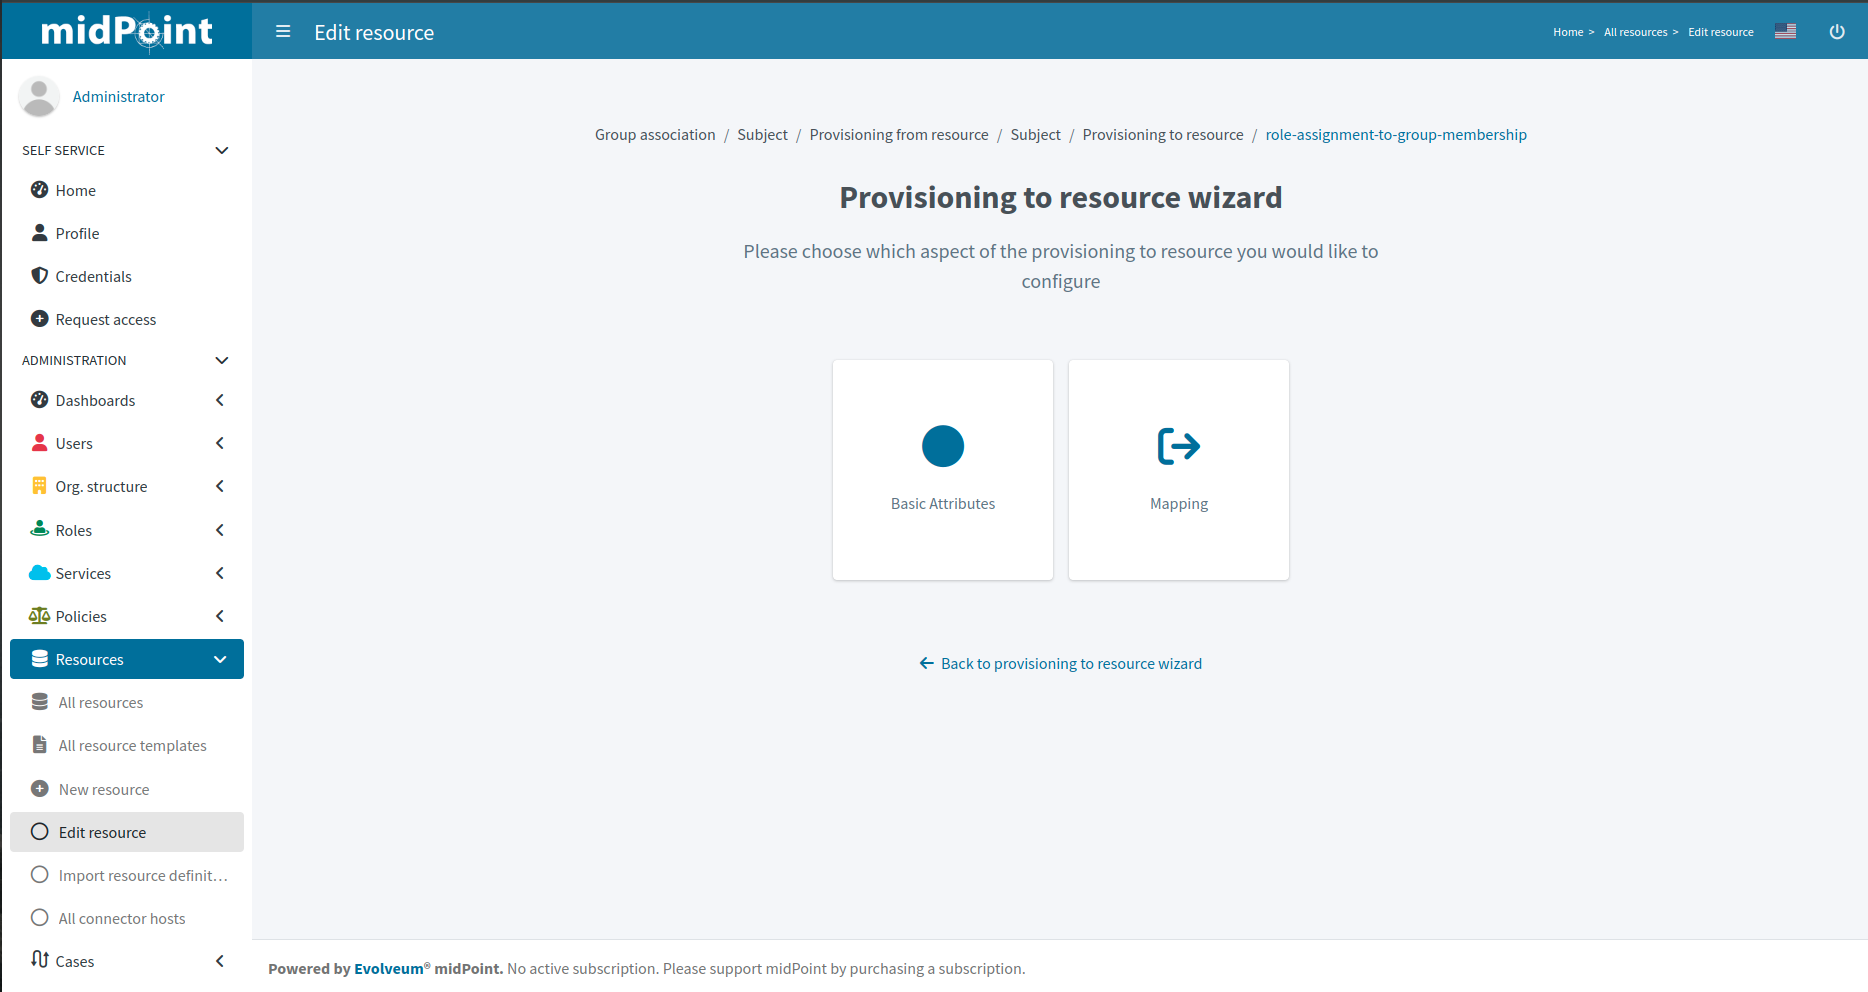 midPoint
Edit resource
Home > All resources > Edit resource
Administrator
SELF SERVICE
Home
Profile
Credentials
Request access
ADMINISTRATION
Dashboards
Users
Org. structure
Roles
Services
Policies
Resources
All resources
All resource templates
New resource
Edit resource
Import resource definit...
All connector hosts
Cases
Group association / Subject / Provisioning from resource / Subject / Provisioning to resource / role-assignment-to-group-membership
Provisioning to resource wizard
Please choose which aspect of the provisioning to resource you would like to
configure
Basic Attributes
Mapping
Back to provisioning to resource wizard
Powered by Evolveum® midPoint. No active subscription. Please support midPoint by purchasing a subscription.